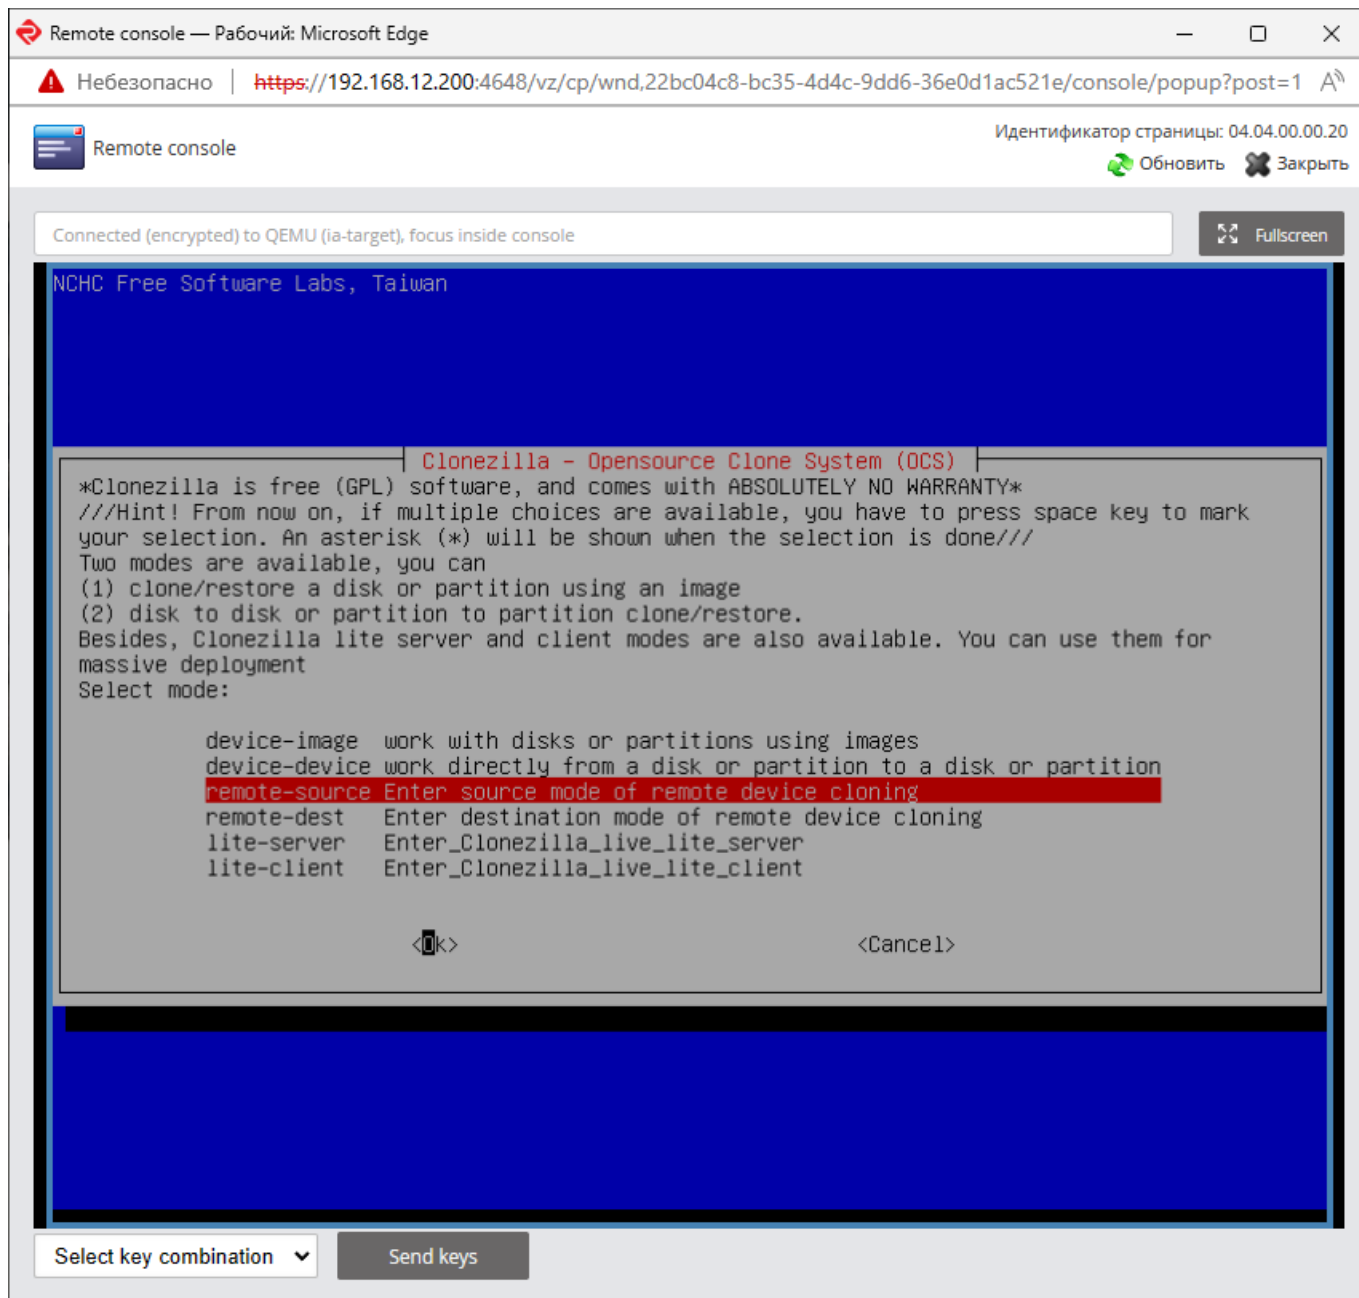 Remote console — Рабочий: Microsoft Edge
Небезопасно https://192.168.12.200:4648/vz/cp/wnd,22bc04c8-bc35-4d4c-9dd6-36e0d1ac521e/console/popup?post=1
Remote console
Идентификатор страницы: 04.04.00.00.20
Обновить Закрыть
Connected (encrypted) to QEMU (ia-target), focus inside console
Fullscreen
NCHC Free Software Labs, Taiwan
Clonezilla - Opensource Clone System (OCS)
*Clonezilla is free (GPL) software, and comes with ABSOLUTELY NO WARRANTY*
///Hint! From now on, if multiple choices are available, you have to press space key to mark
your selection. An asterisk (*) will be shown when the selection is done///
Two modes are available, you can
(1) clone/restore a disk or partition using an image
(2) disk to disk or partition to partition clone/restore.
Besides, Clonezilla lite server and client modes are also available. You can use them for
massive deployment
Select mode:
device-image work with disks or partitions using images
device-device work directly from a disk or partition to a disk or partition
remote-source Enter source mode of remote device cloning
remote-dest Enter destination mode of remote device cloning
lite-server Enter_Clonezilla_live_lite_server
lite-client Enter_Clonezilla_live_lite_client
<Ok> <Cancel>
Select key combination
Send keys